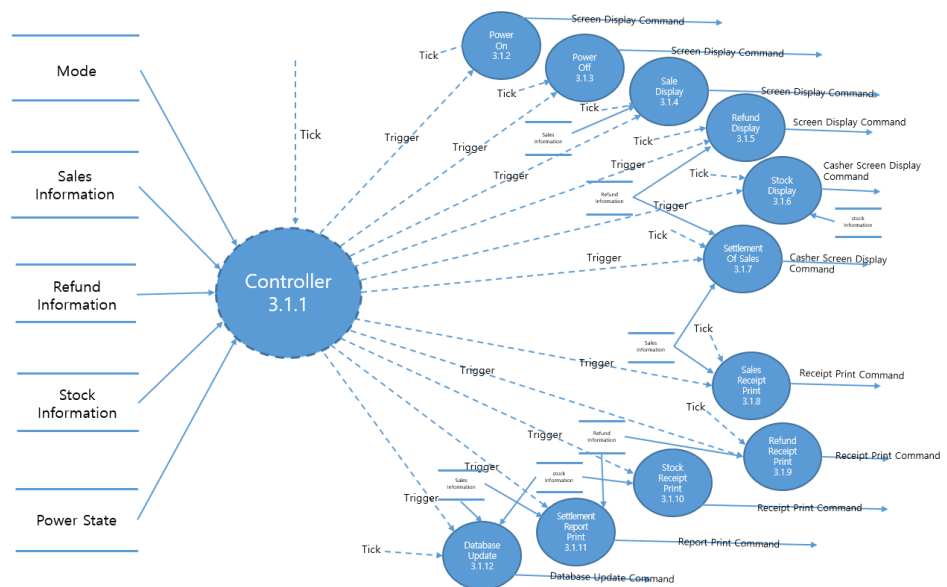 Mode
Sales
Information
Refund
Information
Stock
Information
Power State
Tick
Controller
3.1.1
Tick
Power
On
3.1.2
Screen Display Command
Trigger
Tick
Power
Off
3.1.3
Screen Display Command
Trigger
Tick
Sales
Information
Sale
Display
3.1.4
Screen Display Command
Trigger
Tick
Refund
Display
3.1.5
Screen Display Command
Trigger
Refund
Information
Tick
Stock
Display
3.1.6
Casher Screen Display
Command
stock
Information
Trigger
Tick
Settlement
Of Sales
3.1.7
Casher Screen Display
Command
Trigger
Sales
Information
Tick
Sales
Receipt
Print
3.1.8
Receipt Print Command
Trigger
Tick
Refund
Receipt
Print
3.1.9
Receipt Print Command
Trigger
Refund
Information
Trigger
Stock
Receipt
Print
3.1.10
Receipt Print Command
Trigger
stock
Information
Settlement
Report
Print
3.1.11
Report Print Command
Trigger
Sales
Information
Tick
Database
Update
3.1.12
Database Update Command